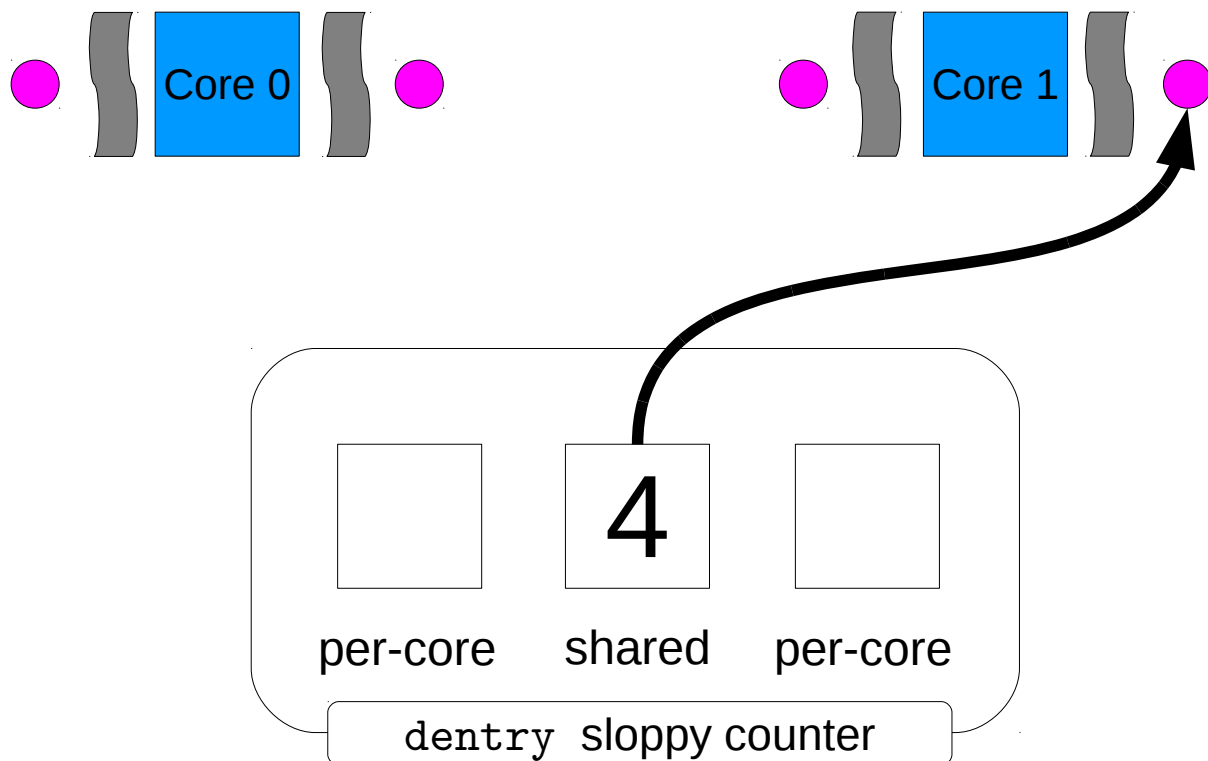 Core 0
Core 1
4
per-core shared per-core
dentry sloppy counter